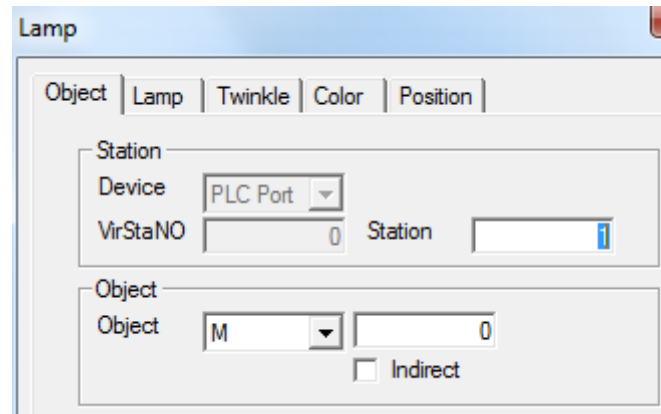 Lamp
Object Lamp Twinkle Color Position
Station
Device PLC Port
VirStaNO 0 Station 1
Object
Object M 0
Indirect